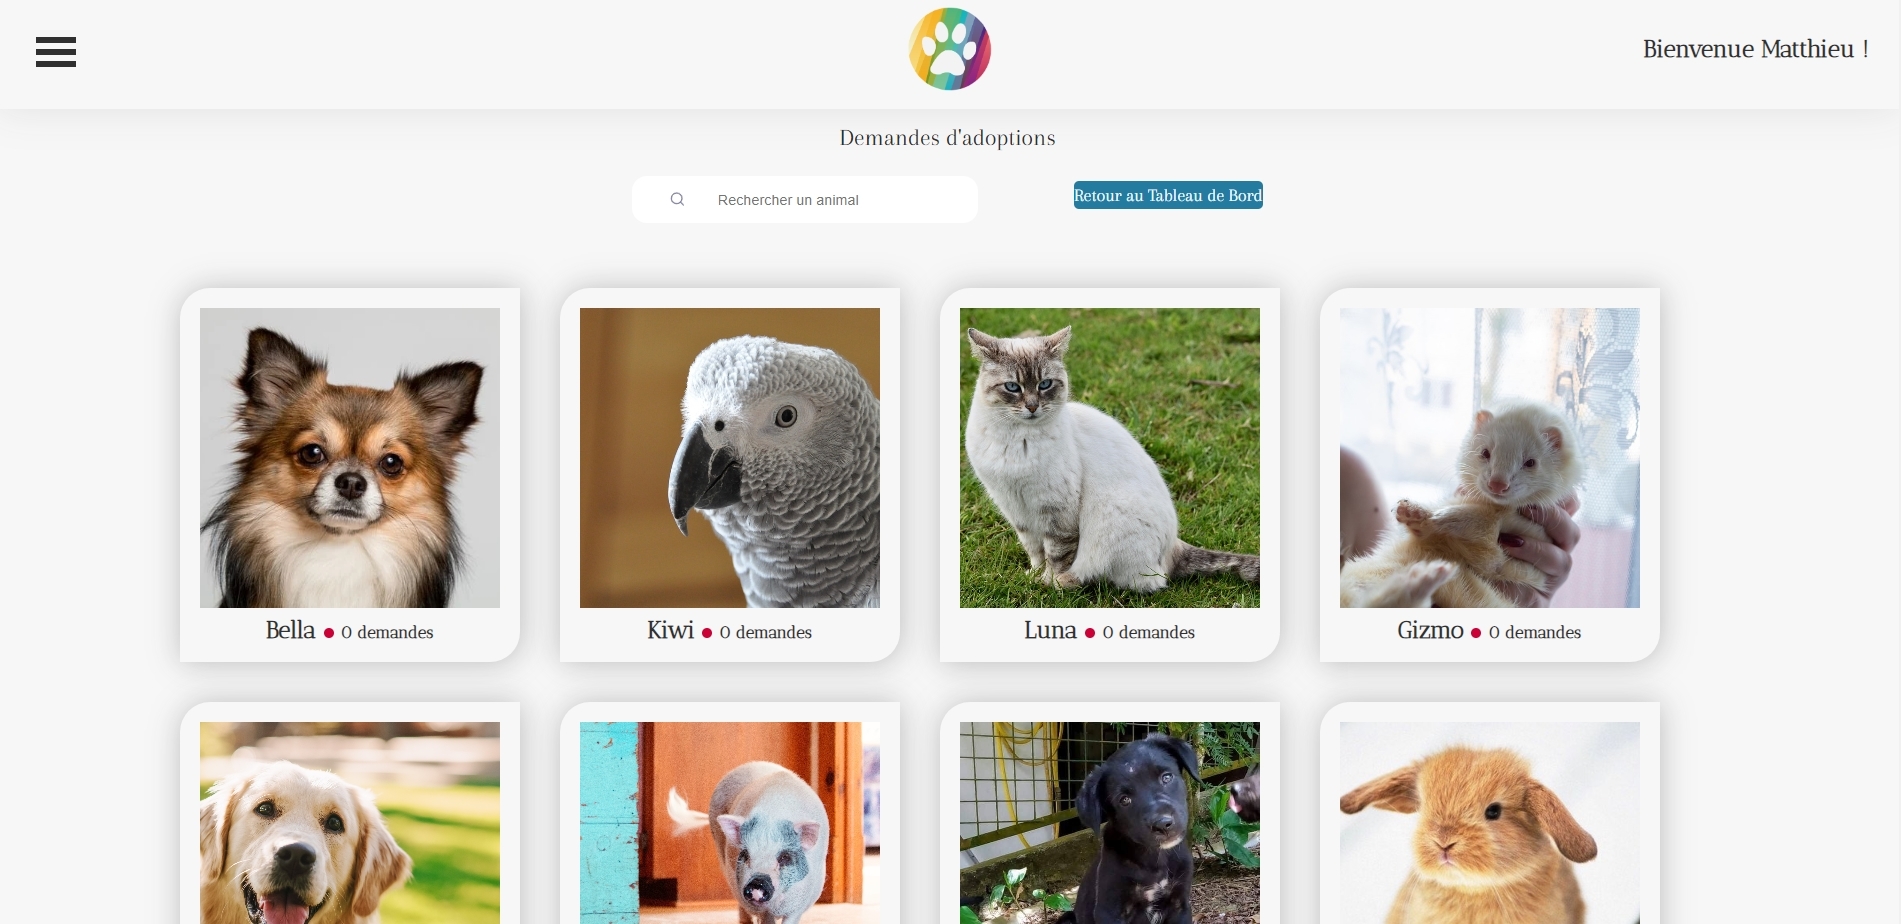 Bienvenue Matthieu !
Demandes d'adoptions
Rechercher un animal
Retour au Tableau de Bord
Bella 0 demandes
Kiwi 0 demandes
Luna 0 demandes
Gizmo 0 demandes